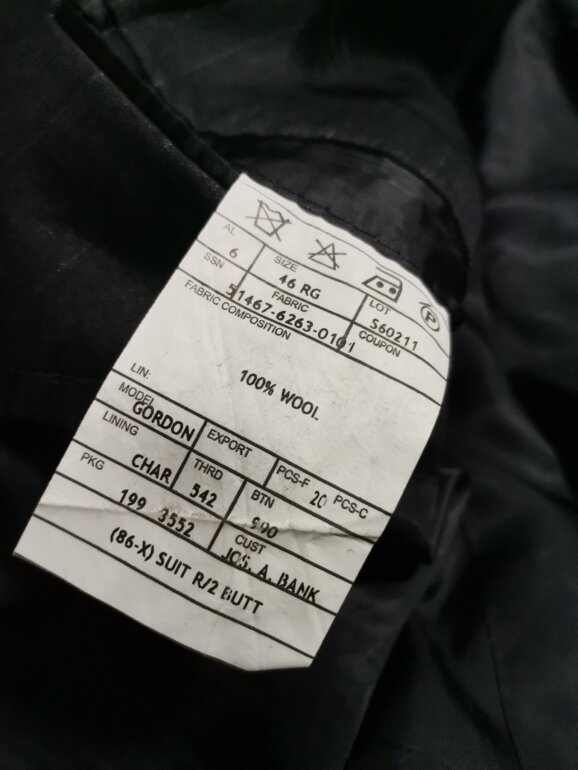 AL
6 SIZE
SSN 46 RG LOT
FABRIC S60211
51467-6263-0101 COUPON
FABRIC COMPOSITION
LIN: 100% WOOL
MODEL
GORDON EXPORT PCS-F 20 PCS-C
LINING
CHAR THRD 542 BTN 990
PKG
199 3552 CUST
JOS. A. BANK
(86-X) SUIT R/2 BUTT
P